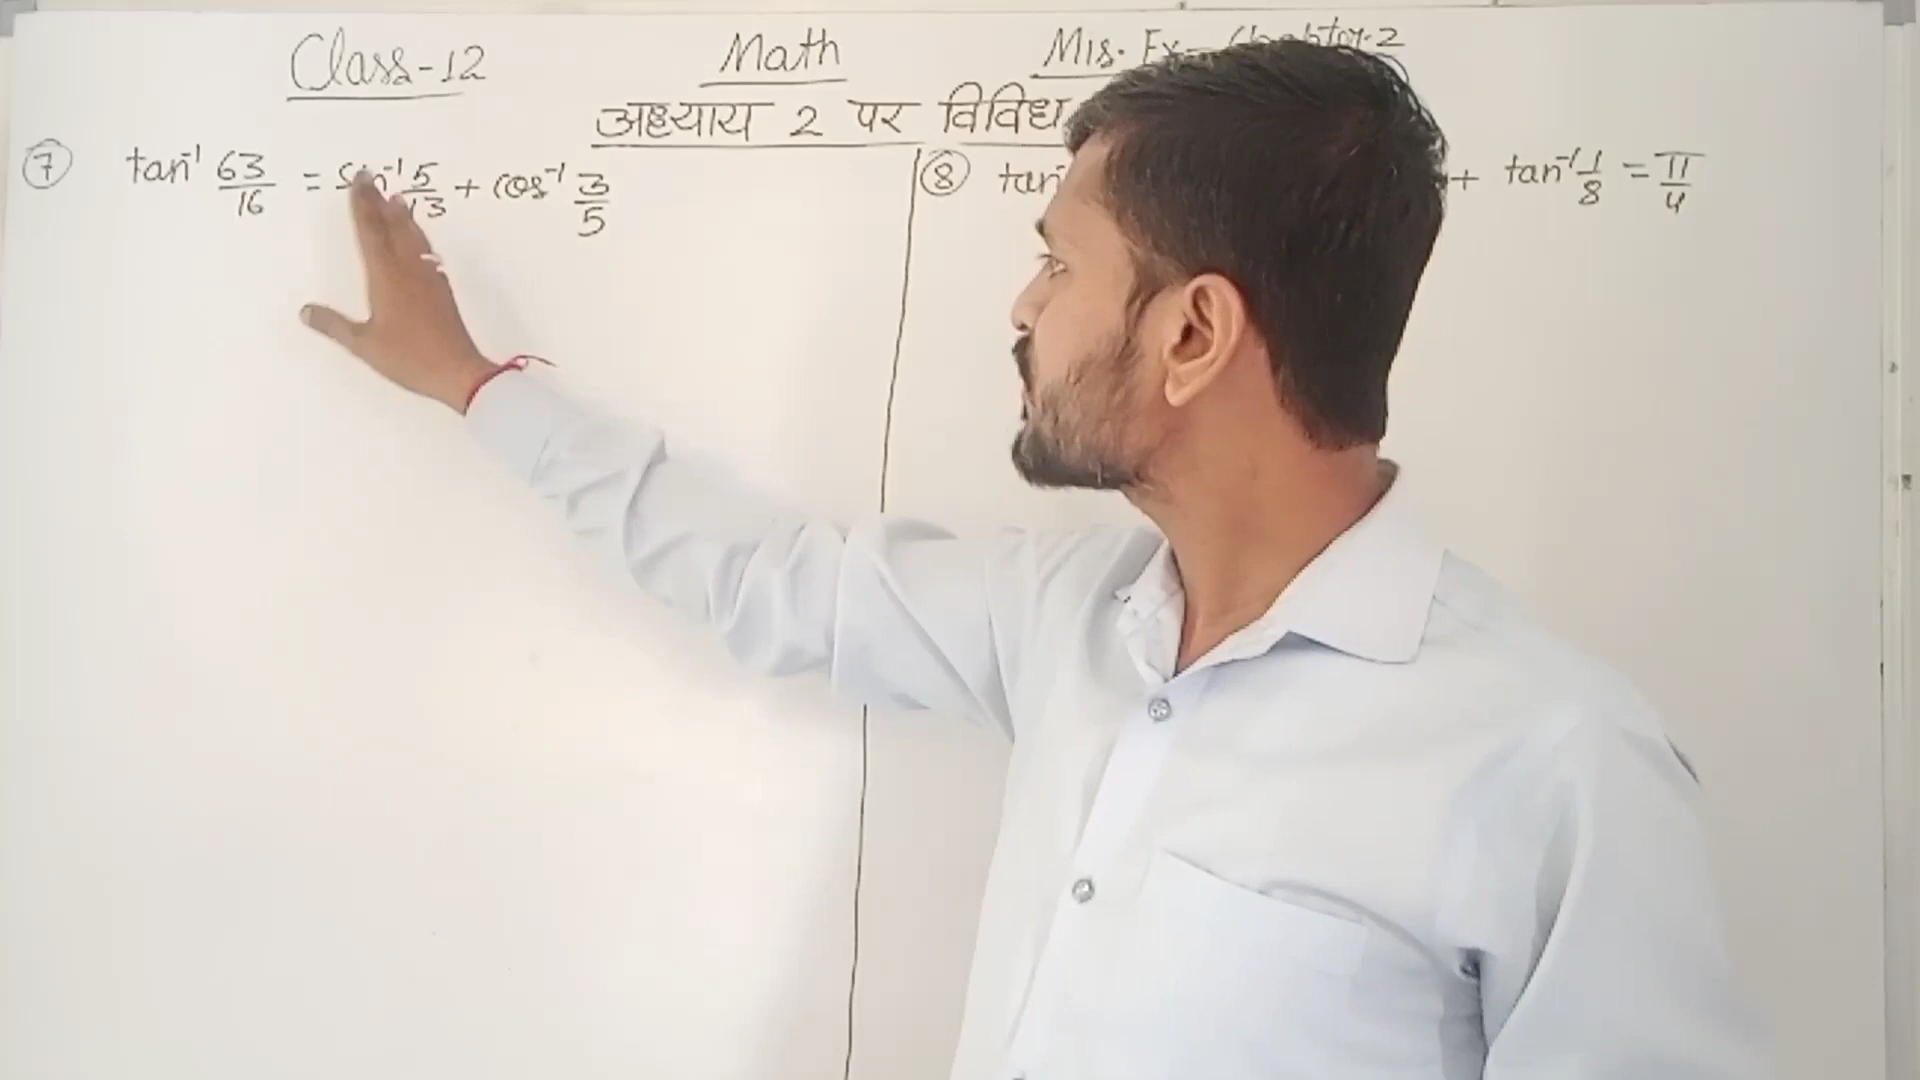 Class-12
Math
Mis. Ex- Chapter-2
अध्याय 2 पर विविध
7 tan⁻¹ 63/16 = sin⁻¹ 5/13 + cos⁻¹ 3/5
8 tan + tan⁻¹ 1/8 = π/4